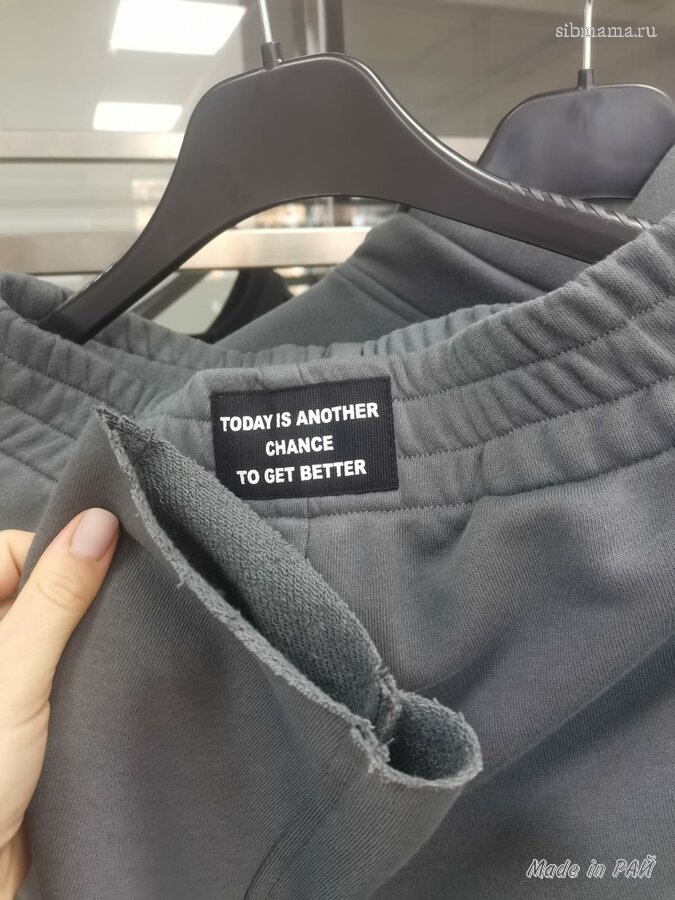 sibmama.ru
TODAY IS ANOTHER
CHANCE
TO GET BETTER
Made in РАЙ